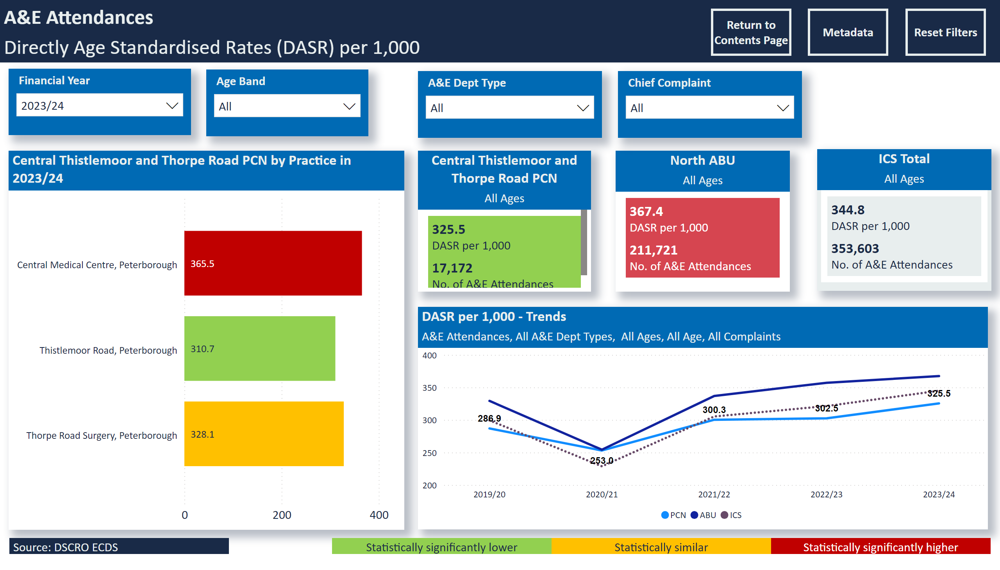 A&E Attendances
Directly Age Standardised Rates (DASR) per 1,000
Return to
Contents Page
Metadata
Reset Filters
Financial Year
2023/24
Age Band
All
A&E Dept Type
All
Chief Complaint
All
Central Thistlemoor and Thorpe Road PCN by Practice in
2023/24
Central Medical Centre, Peterborough
365.5
Thistlemoor Road, Peterborough
310.7
Thorpe Road Surgery, Peterborough
328.1
0
200
400
Central Thistlemoor and
Thorpe Road PCN
All Ages
325.5
DASR per 1,000
17,172
No. of A&E Attendances
North ABU
All Ages
367.4
DASR per 1,000
211,721
No. of A&E Attendances
ICS Total
All Ages
344.8
DASR per 1,000
353,603
No. of A&E Attendances
DASR per 1,000 - Trends
A&E Attendances, All A&E Dept Types,  All Ages, All Age, All Complaints
400
350
300
250
200
286.9
253.0
300.3
302.5
325.5
2019/20
2020/21
2021/22
2022/23
2023/24
PCN
ABU
ICS
Source: DSCRO ECDS
Statistically significantly lower
Statistically similar
Statistically significantly higher